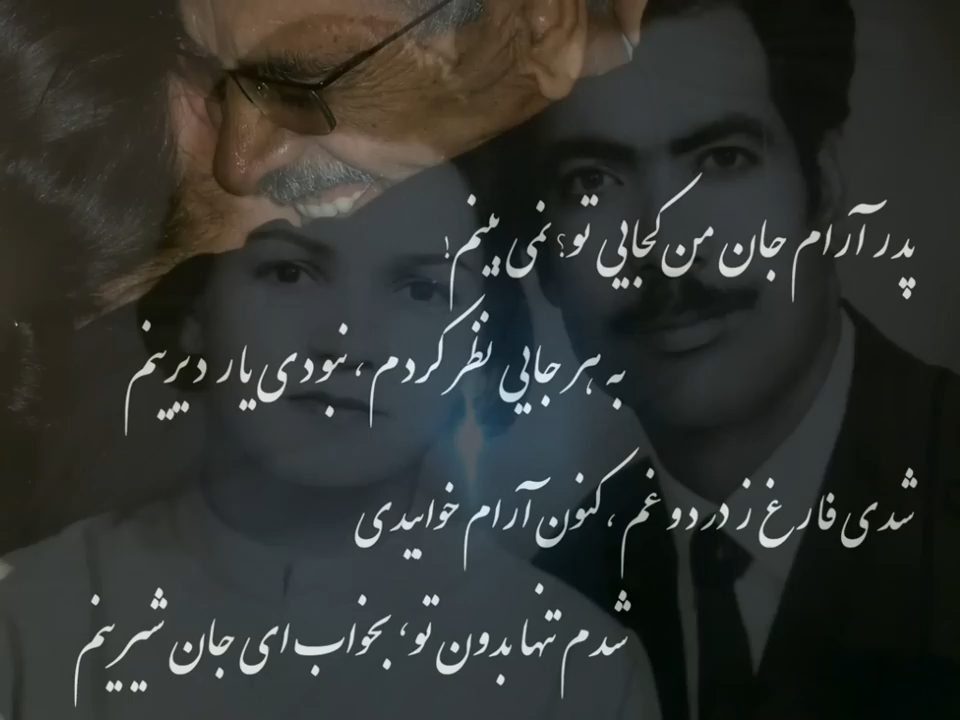 پدر آرام جان من کجایی تو؟ نمی بینم!
به هر جایی نظر کردم، نبودی یار دیرینم
شدی فارغ ز درد و غم، کنون آرام خوابیدی
شدم تنها بدون تو، بخواب ای جان شیرینم